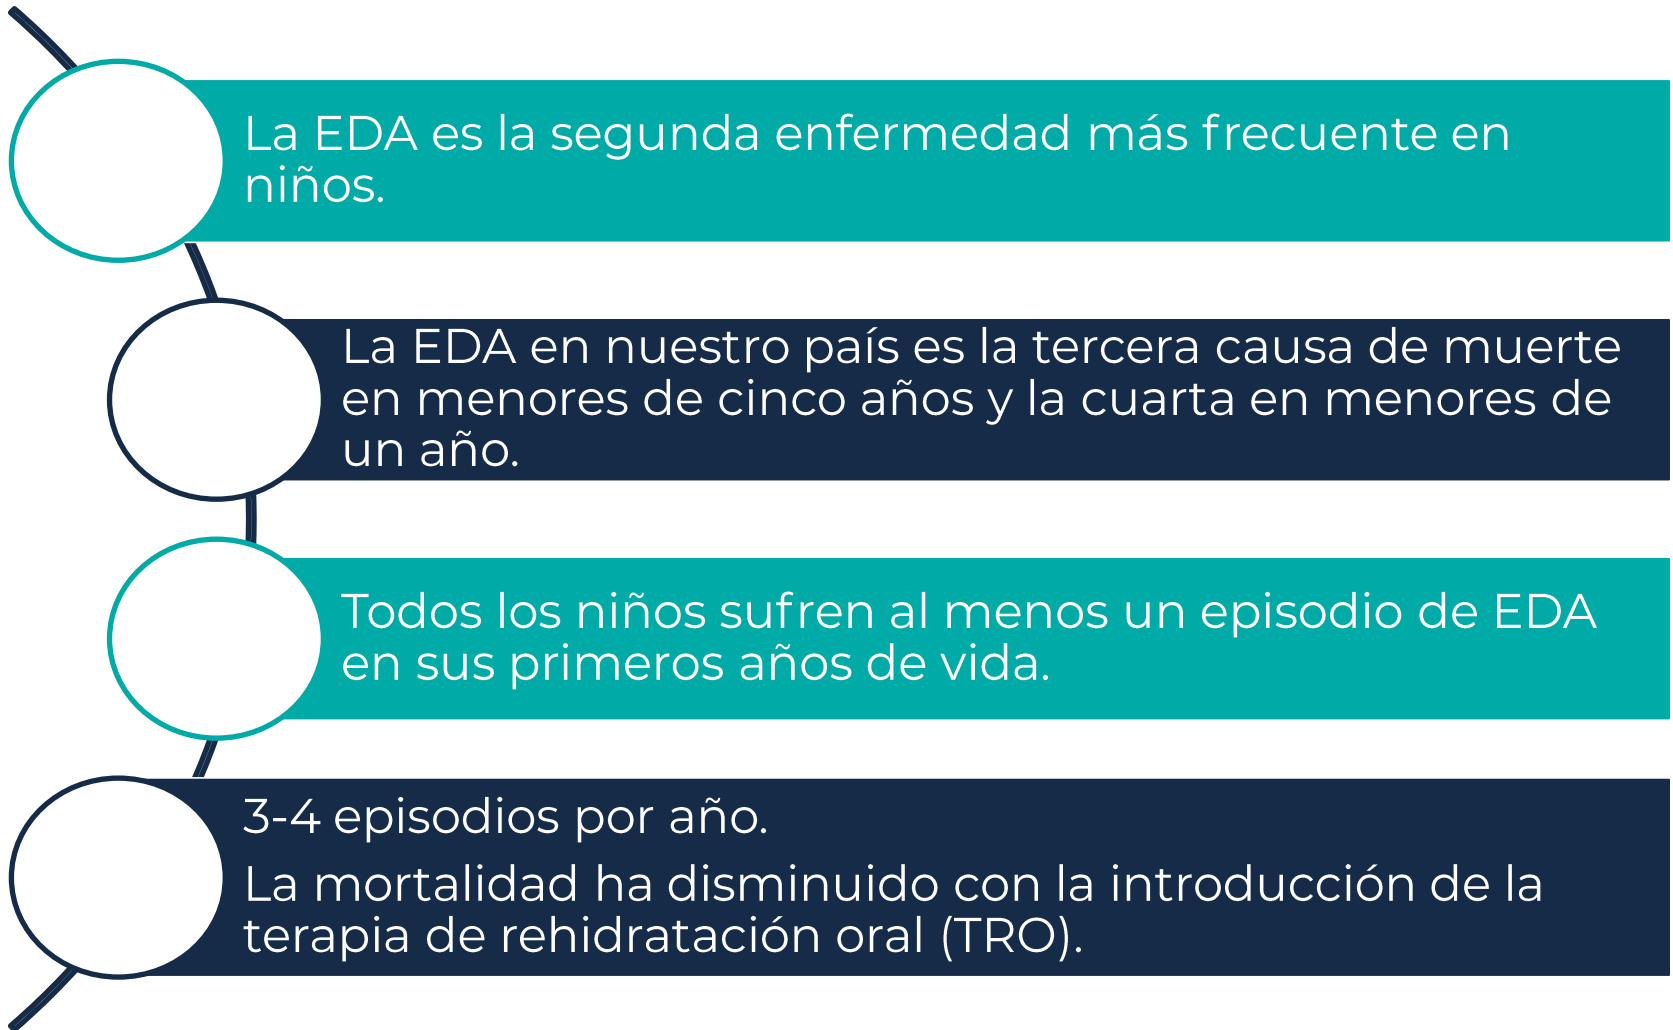 La EDA es la segunda enfermedad más frecuente en
niños.
La EDA en nuestro país es la tercera causa de muerte
en menores de cinco años y la cuarta en menores de
un año.
Todos los niños sufren al menos un episodio de EDA
en sus primeros años de vida.
3-4 episodios por año.
La mortalidad ha disminuido con la introducción de la
terapia de rehidratación oral (TRO).